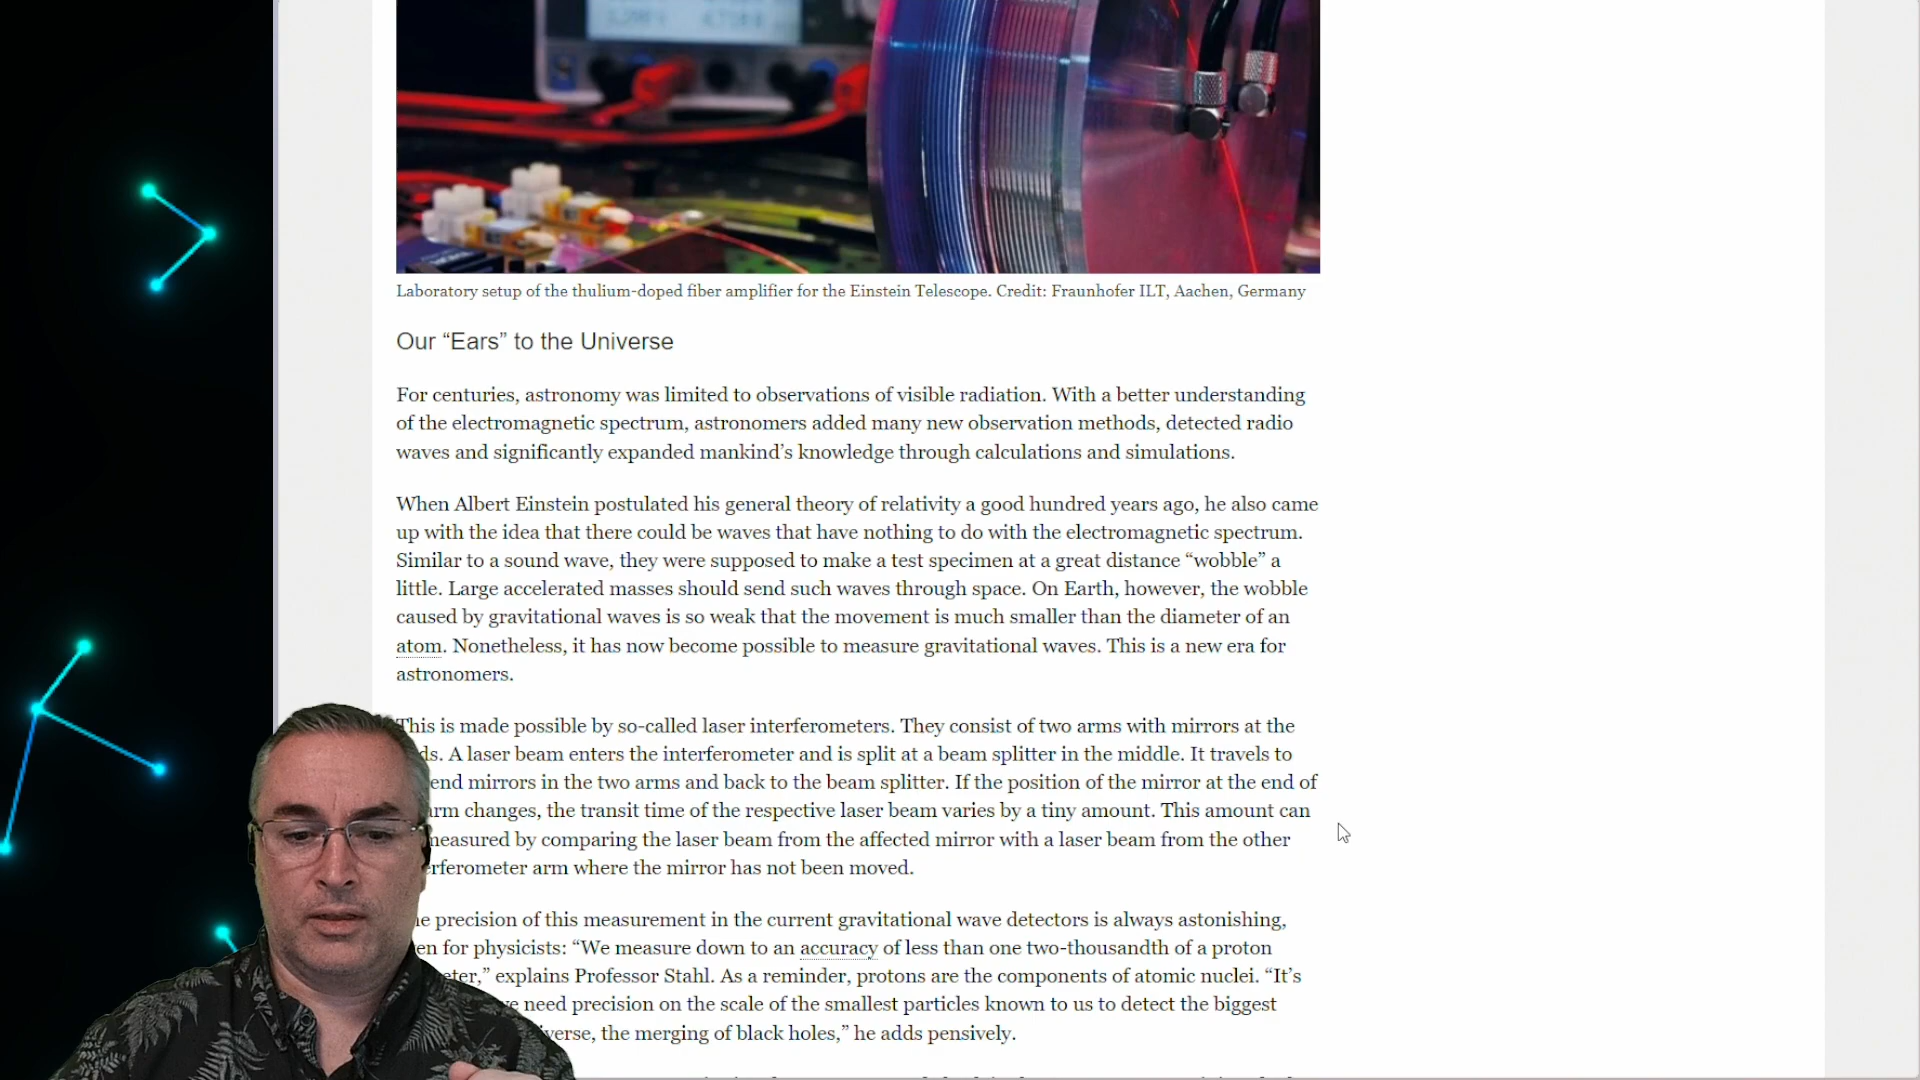 Laboratory setup of the thulium-doped fiber amplifier for the Einstein Telescope. Credit: Fraunhofer ILT, Aachen, Germany
Our “Ears” to the Universe
For centuries, astronomy was limited to observations of visible radiation. With a better understanding
of the electromagnetic spectrum, astronomers added many new observation methods, detected radio
waves and significantly expanded mankind’s knowledge through calculations and simulations.
When Albert Einstein postulated his general theory of relativity a good hundred years ago, he also came
up with the idea that there could be waves that have nothing to do with the electromagnetic spectrum.
Similar to a sound wave, they were supposed to make a test specimen at a great distance “wobble” a
little. Large accelerated masses should send such waves through space. On Earth, however, the wobble
caused by gravitational waves is so weak that the movement is much smaller than the diameter of an
atom. Nonetheless, it has now become possible to measure gravitational waves. This is a new era for
astronomers.
This is made possible by so-called laser interferometers. They consist of two arms with mirrors at the
ds. A laser beam enters the interferometer and is split at a beam splitter in the middle. It travels to
end mirrors in the two arms and back to the beam splitter. If the position of the mirror at the end of
arm changes, the transit time of the respective laser beam varies by a tiny amount. This amount can
measured by comparing the laser beam from the affected mirror with a laser beam from the other
erferometer arm where the mirror has not been moved.
e precision of this measurement in the current gravitational wave detectors is always astonishing,
en for physicists: “We measure down to an accuracy of less than one two-thousandth of a proton
eter,” explains Professor Stahl. As a reminder, protons are the components of atomic nuclei. “It’s
e need precision on the scale of the smallest particles known to us to detect the biggest
iverse, the merging of black holes,” he adds pensively.